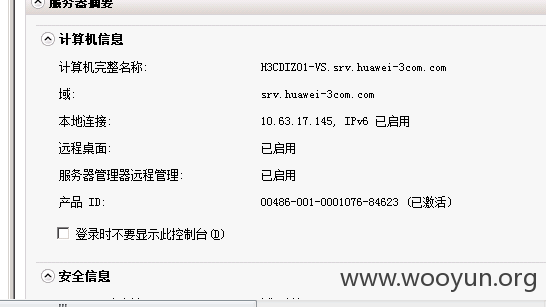 服务器摘要
计算机信息
计算机完整名称: H3CDIZ01-VS.srv.huawei-3com.com
域: srv.huawei-3com.com
本地连接: 10.63.17.145, IPv6 已启用
远程桌面: 已启用
服务器管理器远程管理: 已启用
产品 ID: 00486-001-0001076-84623 (已激活)
登录时不要显示此控制台(D)
安全信息
www.wooyun.org